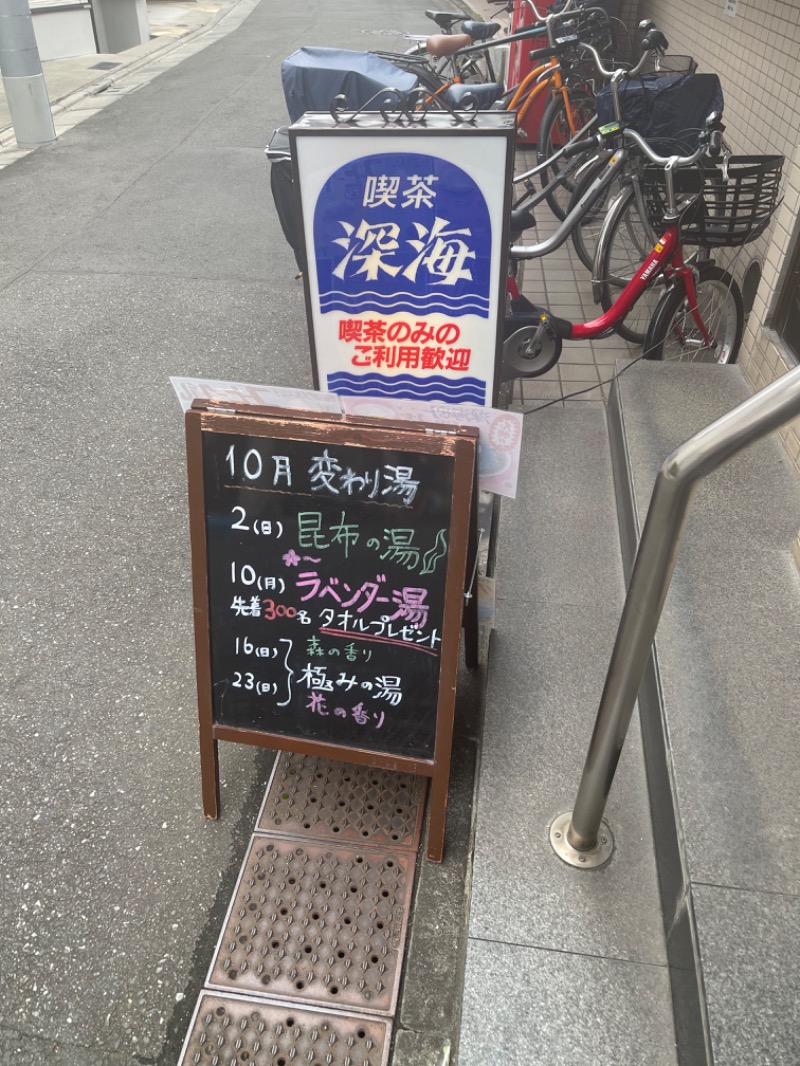 喫茶
深海
喫茶のみの
ご利用歓迎
10月 変わり湯
2(日) 昆布の湯
10(月) ラベンダー湯
先着300名 タオルプレゼント
16(日) 森の香り
23(日) 極みの湯
花の香り
YAMAHA